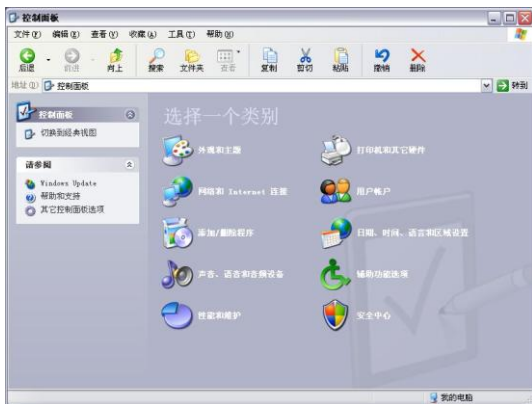 控制面板
文件(F) 编辑(E) 查看(V) 收藏(A) 工具(T) 帮助(H)
后退 前进 向上 搜索 文件夹 查看 复制 剪切 粘贴 撤销 删除
地址(D) 控制面板 转到
控制面板
切换到经典视图
请参阅
Windows Update
帮助和支持
其它控制面板选项
选择一个类别
外观和主题 打印机和其它硬件
网络和 Internet 连接 用户帐户
添加/删除程序 日期、时间、语言和区域设置
声音、语音和音频设备 辅助功能选项
性能和维护 安全中心
我的电脑